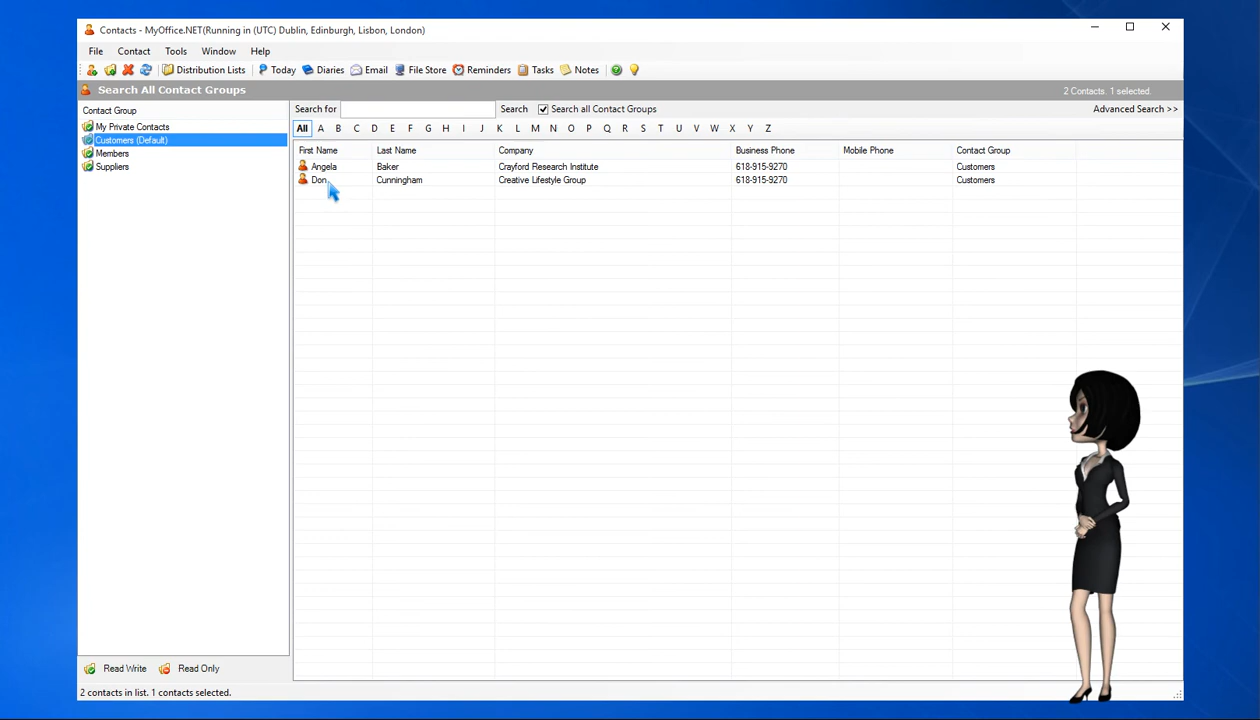 Contacts - MyOffice.NET(Running in (UTC) Dublin, Edinburgh, Lisbon, London)
File Contact Tools Window Help
Distribution Lists Today Diaries Email File Store Reminders Tasks Notes
Search All Contact Groups 2 Contacts. 1 selected.
Contact Group Search for Search Search all Contact Groups Advanced Search >>
My Private Contacts All A B C D E F G H I J K L M N O P Q R S T U V W X Y Z
Customers (Default)
Members First Name Last Name Company Business Phone Mobile Phone Contact Group
Suppliers Angela Baker Crayford Research Institute 618-915-9270 Customers
Don Cunningham Creative Lifestyle Group 618-915-9270 Customers
Read Write Read Only
2 contacts in list. 1 contacts selected.